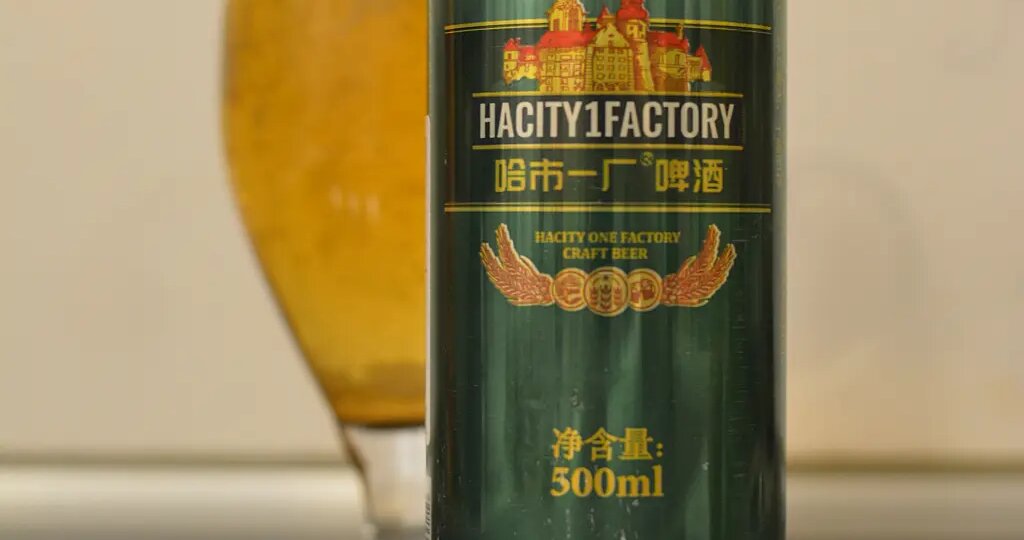 HACITY1FACTORY
哈市一厂®啤酒
HACITY ONE FACTORY
CRAFT BEER
净含量:
500ml